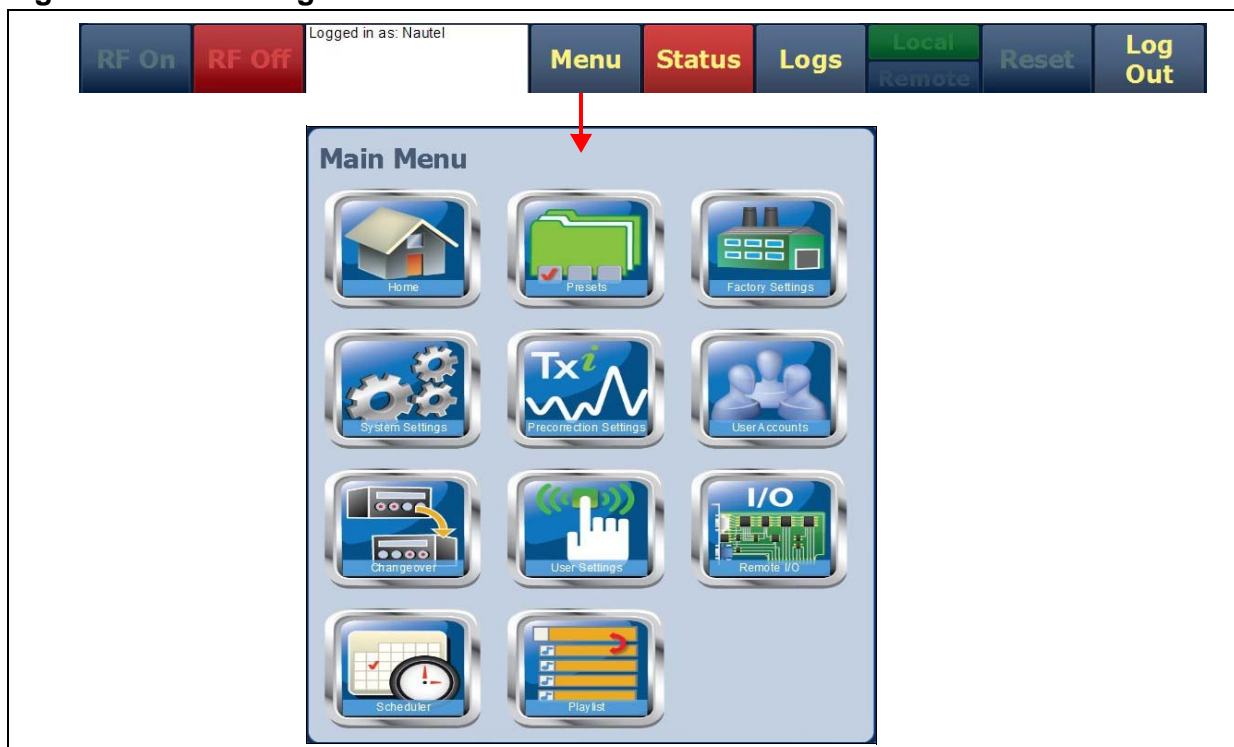 RF On
RF Off
Logged in as: Nautel
Menu
Status
Logs
Local
Remote
Reset
Log
Out
Main Menu
Home
Presets
Factory Settings
System Settings
Txi
Precorrection Settings
User Accounts
Changeover
User Settings
I/O
Remote I/O
Scheduler
Playlist